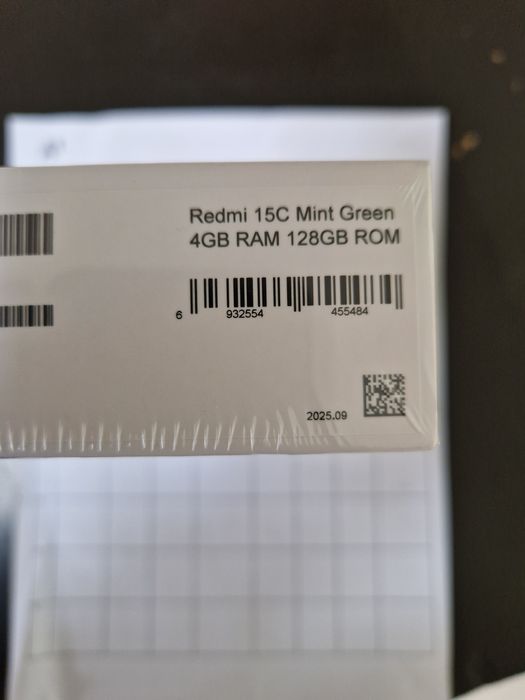 Redmi 15C Mint Green
4GB RAM 128GB ROM
6 932554 455484
2025.09